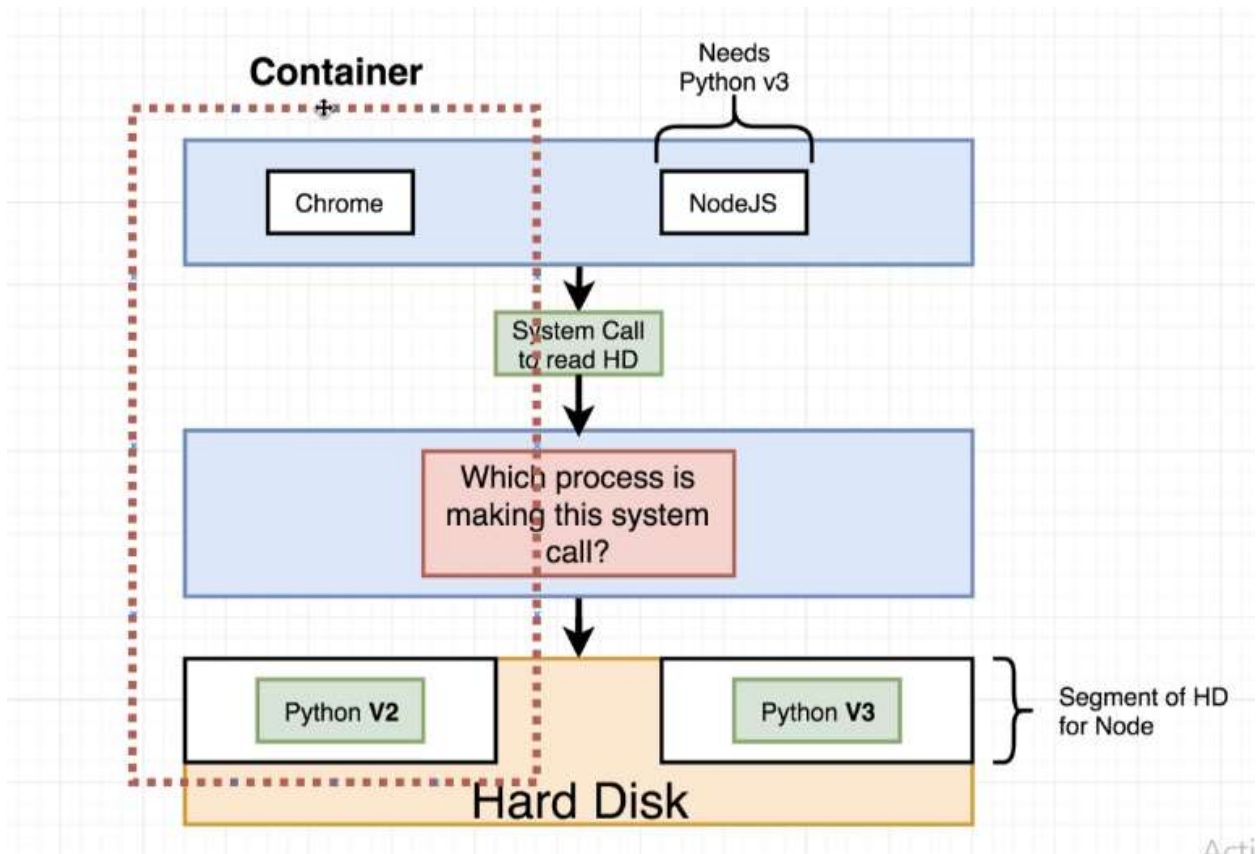 Container
Needs
Python v3
Chrome
NodeJS
System Call
to read HD
Which process is
making this system
call?
Python V2
Python V3
Segment of HD
for Node
Hard Disk